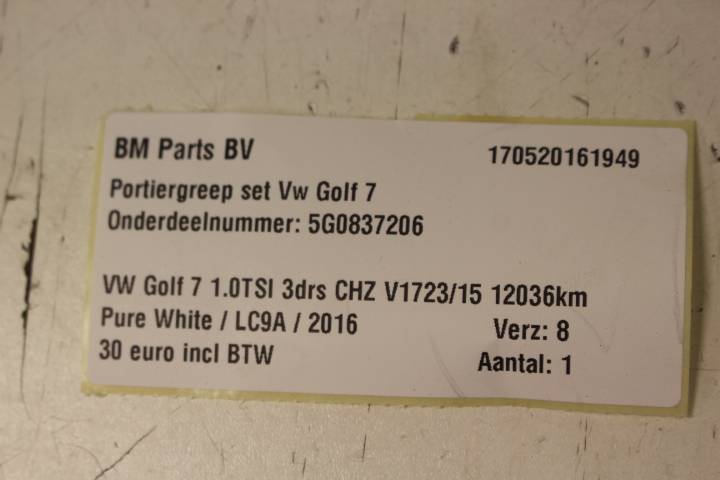 BM Parts BV 170520161949
Portiergreep set Vw Golf 7
Onderdeelnummer: 5G0837206
VW Golf 7 1.0TSI 3drs CHZ V1723/15 12036km
Pure White / LC9A / 2016 Verz: 8
30 euro incl BTW Aantal: 1